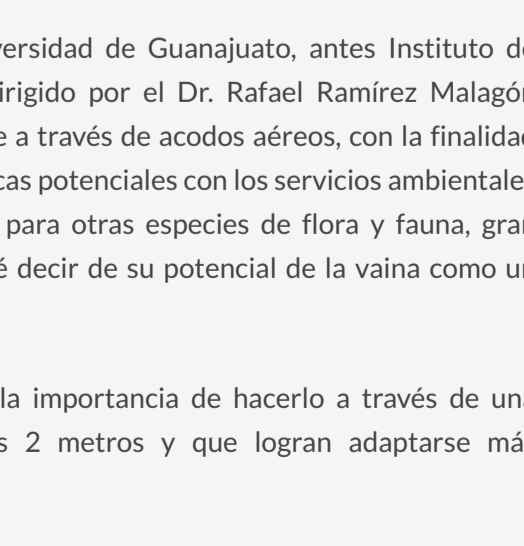 versidad de Guanajuato, antes Instituto d
irigido por el Dr. Rafael Ramírez Malagón
e a través de acodos aéreos, con la finalidad
cas potenciales con los servicios ambientale
para otras especies de flora y fauna, gran
é decir de su potencial de la vaina como un
la importancia de hacerlo a través de una
s 2 metros y que logran adaptarse más